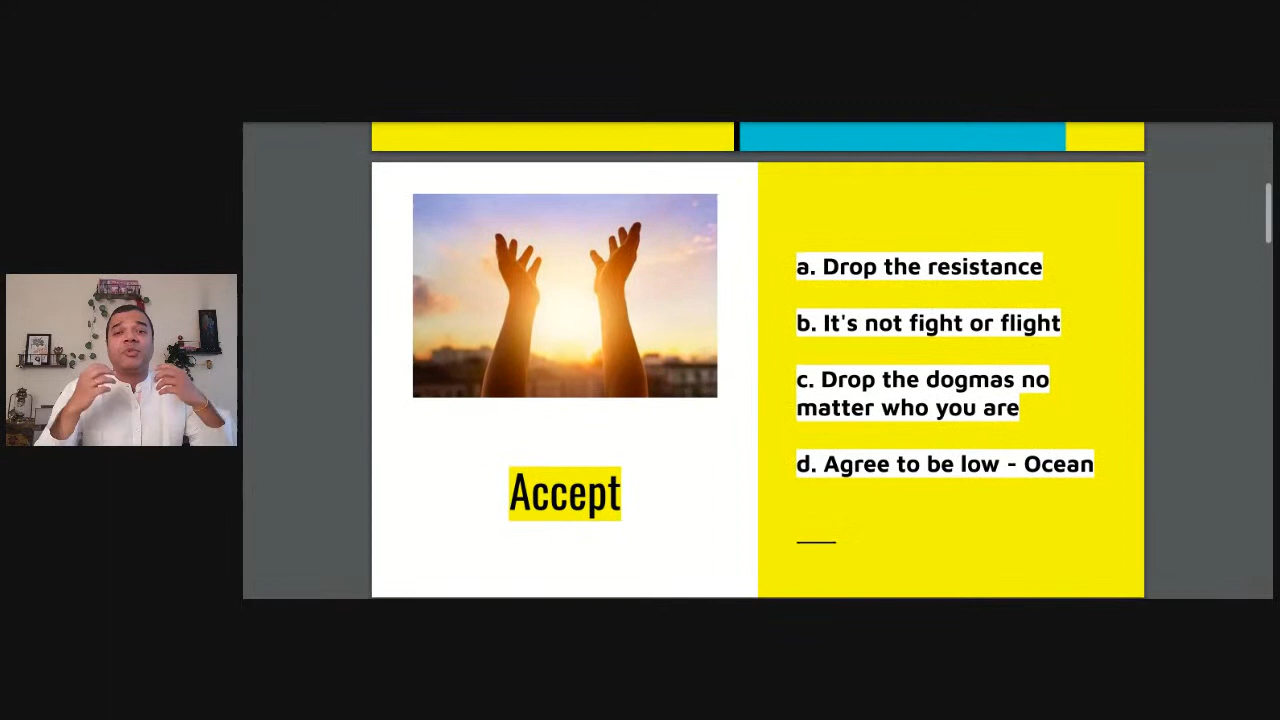 a. Drop the resistance
b. It's not fight or flight
c. Drop the dogmas no
matter who you are
d. Agree to be low - Ocean
Accept